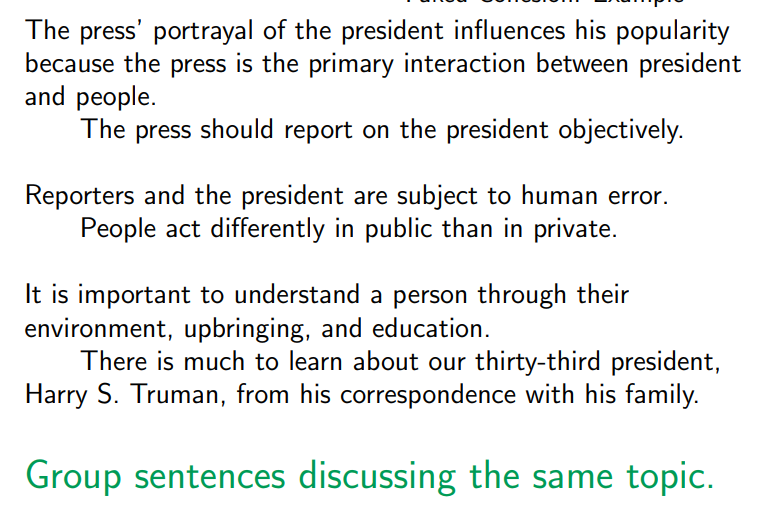 Faked Cohesion: Example
The press’ portrayal of the president influences his popularity
because the press is the primary interaction between president
and people.
The press should report on the president objectively.
Reporters and the president are subject to human error.
People act differently in public than in private.
It is important to understand a person through their
environment, upbringing, and education.
There is much to learn about our thirty-third president,
Harry S. Truman, from his correspondence with his family.
Group sentences discussing the same topic.